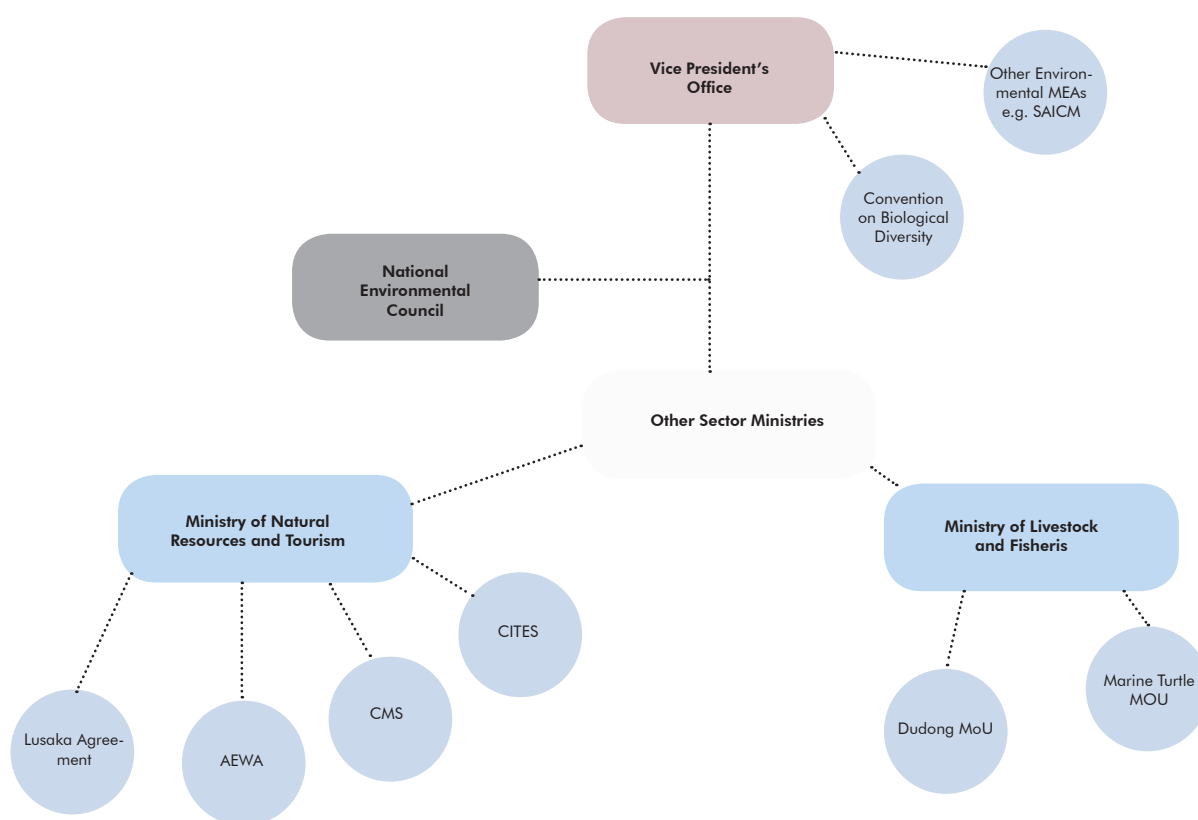 Vice President's
Office
Other Environ-
mental MEAs
e.g. SAICM
Convention
on Biological
Diversity
National
Environmental
Council
Other Sector Ministries
Ministry of Natural
Resources and Tourism
Ministry of Livestock
and Fisheris
CITES
CMS
AEWA
Lusaka Agree-
ment
Dudong MoU
Marine Turtle
MOU